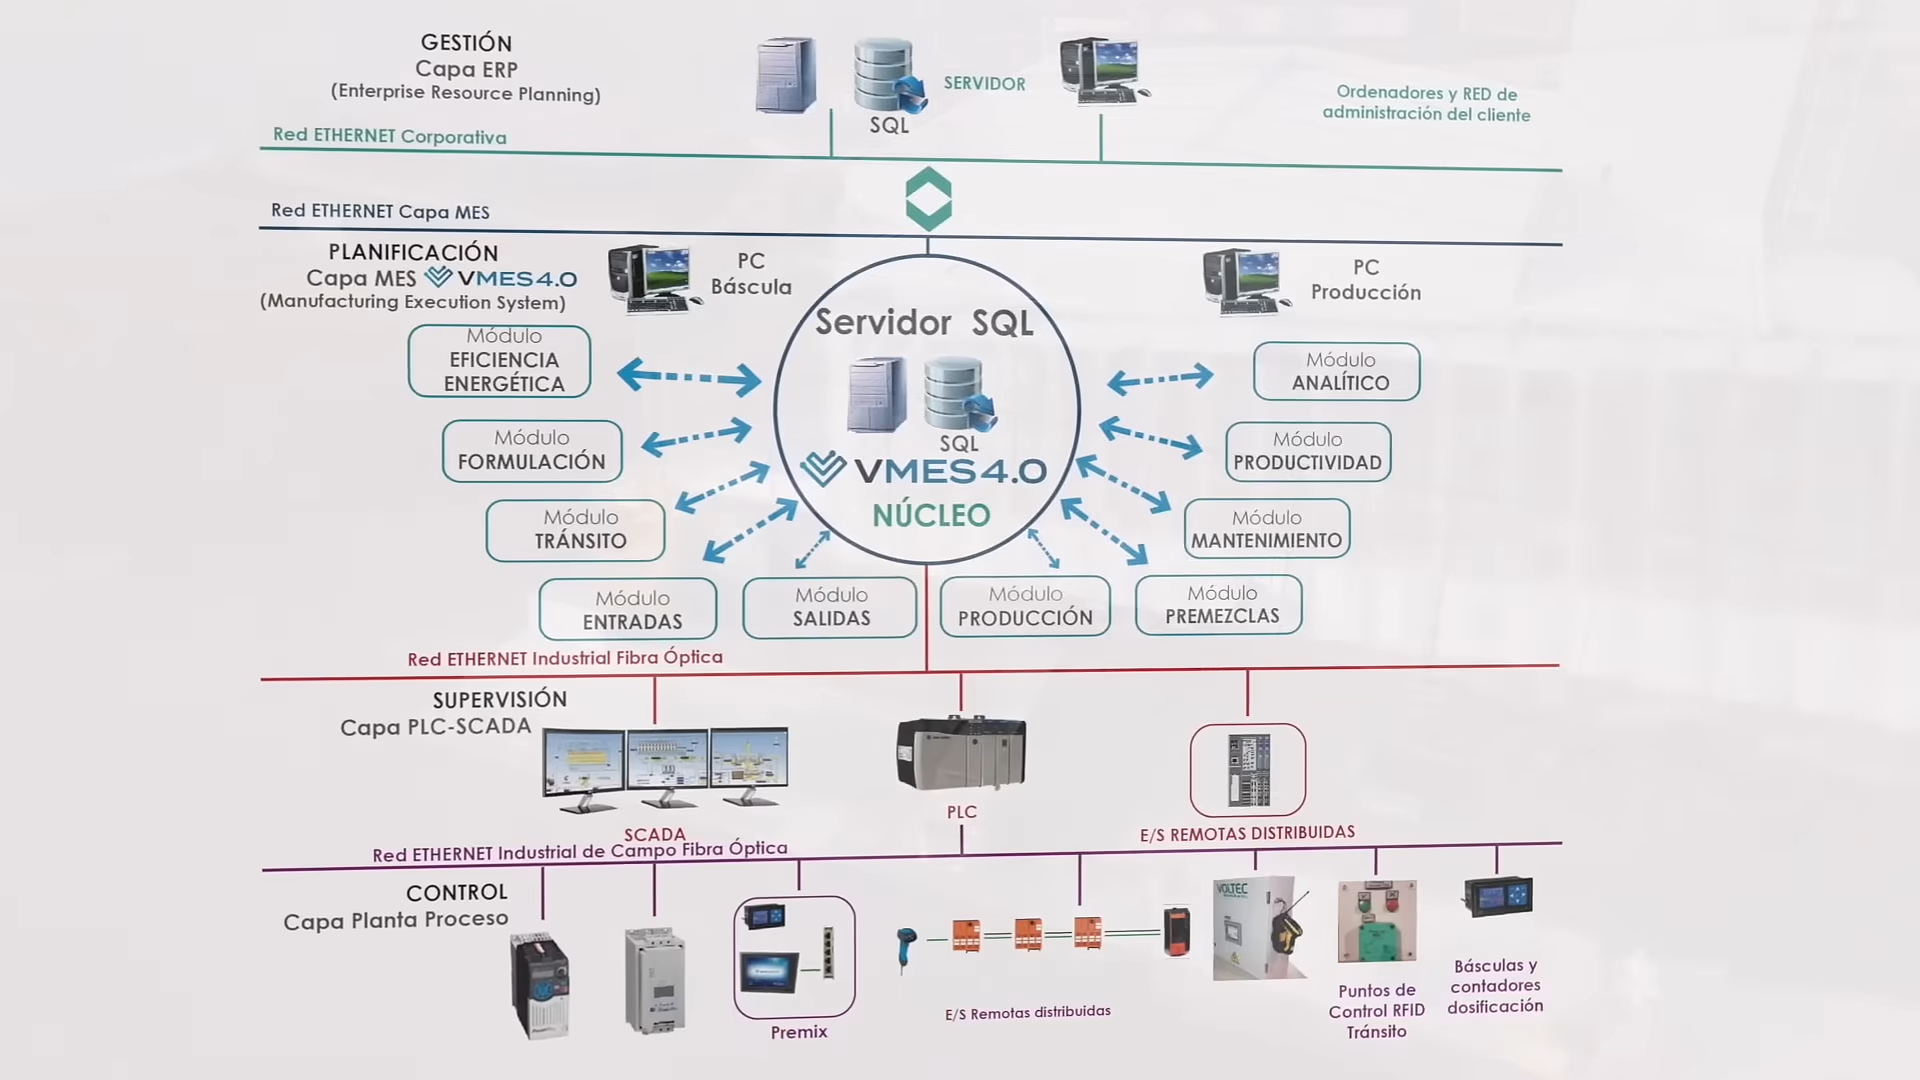 GESTIÓN
Capa ERP
(Enterprise Resource Planning)
SERVIDOR
SQL
Ordenadores y RED de
administración del cliente
Red ETHERNET Corporativa
Red ETHERNET Capa MES
PLANIFICACIÓN
Capa MES VMES4.0
(Manufacturing Execution System)
PC
Báscula
PC
Producción
Servidor SQL
SQL
VMES4.0
NÚCLEO
Módulo
EFICIENCIA
ENERGÉTICA
Módulo
FORMULACIÓN
Módulo
TRÁNSITO
Módulo
ENTRADAS
Módulo
SALIDAS
Módulo
PRODUCCIÓN
Módulo
PREMEZCLAS
Módulo
MANTENIMIENTO
Módulo
PRODUCTIVIDAD
Módulo
ANALÍTICO
Red ETHERNET Industrial Fibra Óptica
SUPERVISIÓN
Capa PLC-SCADA
SCADA
PLC
E/S REMOTAS DISTRIBUIDAS
Red ETHERNET Industrial de Campo Fibra Óptica
CONTROL
Capa Planta Proceso
Premix
E/S Remotas distribuidas
VOLTEC
Puntos de
Control RFID
Tránsito
Básculas y
contadores
dosificación